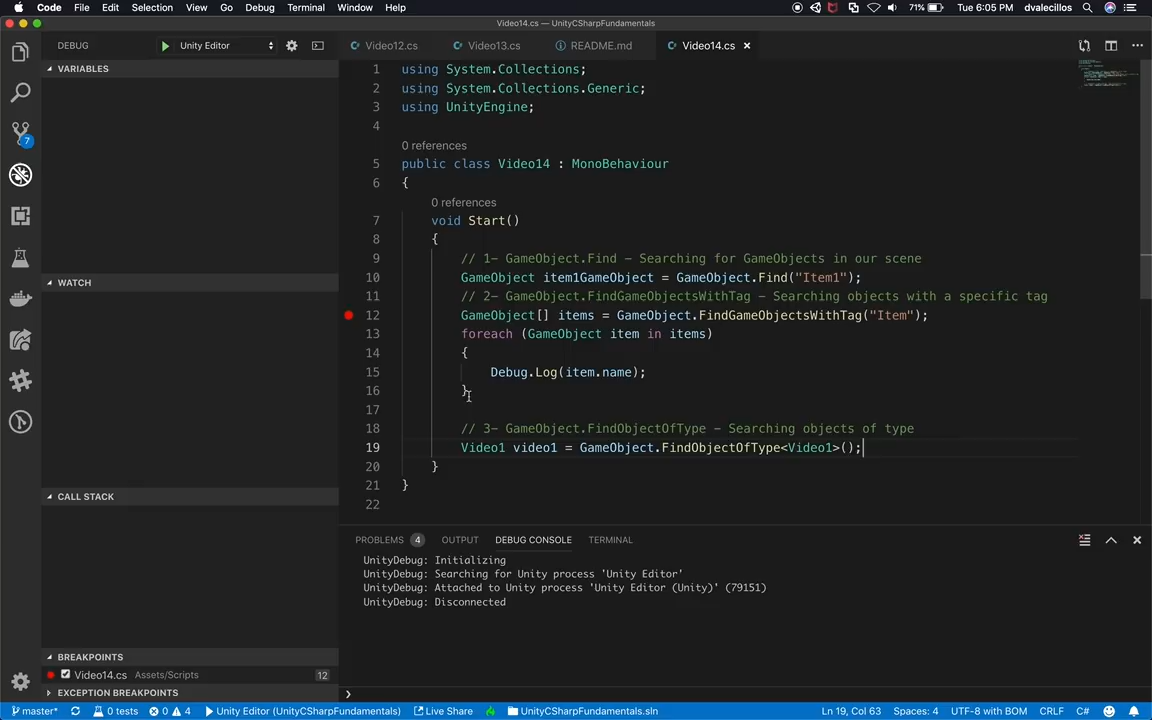 Code File Edit Selection View Go Debug Terminal Window Help 71% Tue 6:05 PM dvalecillos
Video14.cs — UnityCSharpFundamentals
DEBUG Unity Editor Video12.cs Video13.cs README.md Video14.cs
VARIABLES
1 using System.Collections;
2 using System.Collections.Generic;
3 using UnityEngine;
4
0 references
5 public class Video14 : MonoBehaviour
6 {
0 references
7 void Start()
8 {
9 // 1- GameObject.Find – Searching for GameObjects in our scene
10 GameObject item1GameObject = GameObject.Find("Item1");
11 // 2- GameObject.FindGameObjectsWithTag – Searching objects with a specific tag
12 GameObject[] items = GameObject.FindGameObjectsWithTag("Item");
13 foreach (GameObject item in items)
14 {
15 Debug.Log(item.name);
16 }
17
18 // 3- GameObject.FindObjectOfType – Searching objects of type
19 Video1 video1 = GameObject.FindObjectOfType<Video1>();
20 }
21 }
22
7
WATCH
CALL STACK
BREAKPOINTS
Video14.cs Assets/Scripts 12
EXCEPTION BREAKPOINTS
PROBLEMS 4 OUTPUT DEBUG CONSOLE TERMINAL
UnityDebug: Initializing
UnityDebug: Searching for Unity process 'Unity Editor'
UnityDebug: Attached to Unity process 'Unity Editor (Unity)' (79151)
UnityDebug: Disconnected
master* 0 tests 0 4 Unity Editor (UnityCSharpFundamentals) Live Share UnityCSharpFundamentals.sln Ln 19, Col 63 Spaces: 4 UTF-8 with BOM CRLF C#